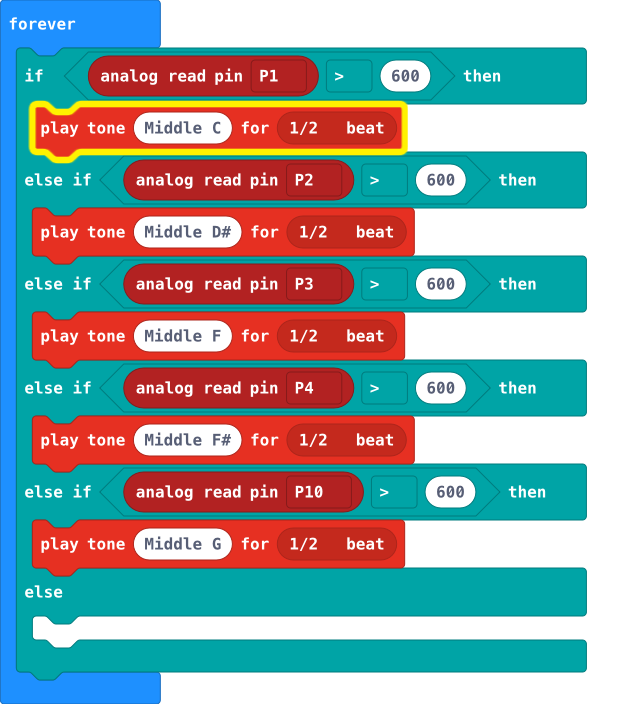 forever
if analog read pin P1 > 600 then
play tone Middle C for 1/2 beat
else if analog read pin P2 > 600 then
play tone Middle D# for 1/2 beat
else if analog read pin P3 > 600 then
play tone Middle F for 1/2 beat
else if analog read pin P4 > 600 then
play tone Middle F# for 1/2 beat
else if analog read pin P10 > 600 then
play tone Middle G for 1/2 beat
else